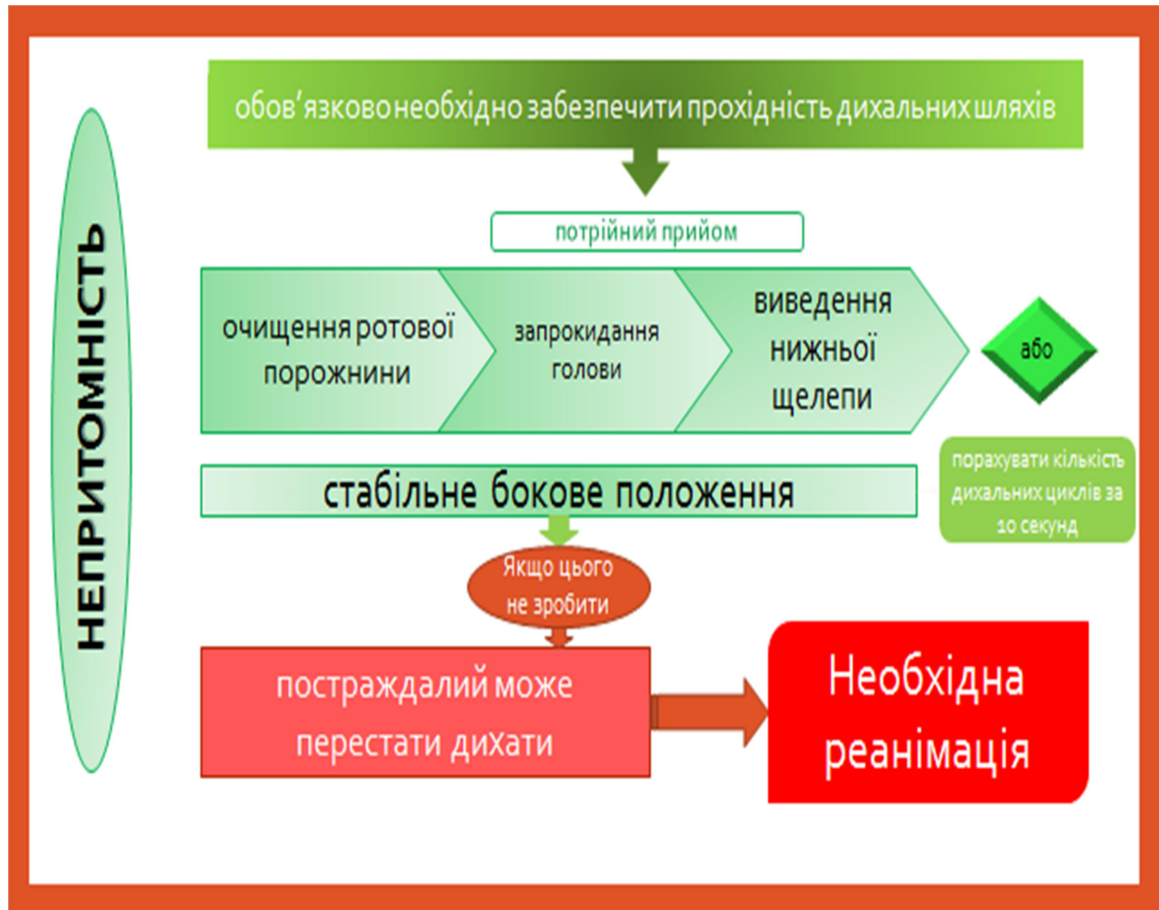 НЕПРИТОМНІСТЬ
обов’язково необхідно забезпечити прохідність дихальних шляхів
потрійний прийом
очищення ротової
порожнини
запрокидання
голови
виведення
нижньої
щелепи
або
стабільне бокове положення
порахувати кількість
дихальних циклів за
10 секунд
Якщо цього
не зробити
постраждалий може
перестати дихати
Необхідна
реанімація